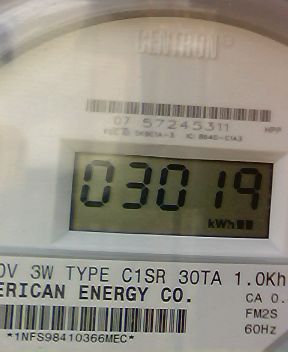 CENTRON
07 57245311
HPP
03019
kWh
0V 3W TYPE C1SR 30TA 1.0Kh
ERICAN ENERGY CO.
CA 0.
FM2S
60Hz
*1NFS98410366MEC*